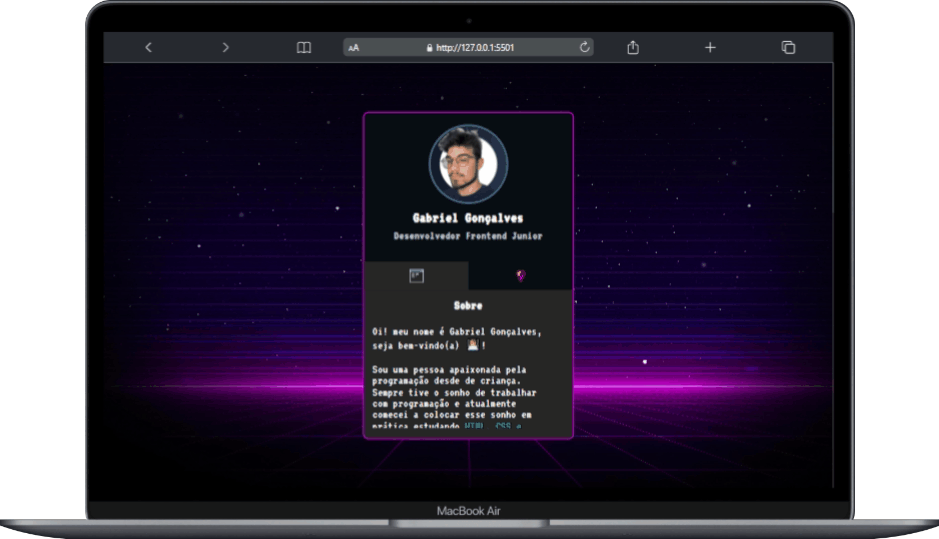 AA
http://127.0.0.1:5501
Gabriel Gonçalves
Desenvolvedor Frontend Junior
Sobre
Oi! meu nome é Gabriel Gonçalves,
seja bem-vindo(a) !
Sou uma pessoa apaixonada pela
programação desde de criança.
Sempre tive o sonho de trabalhar
com programação e atualmente
comecei a colocar esse sonho em
prática estudando HTML, CSS e
MacBook Air